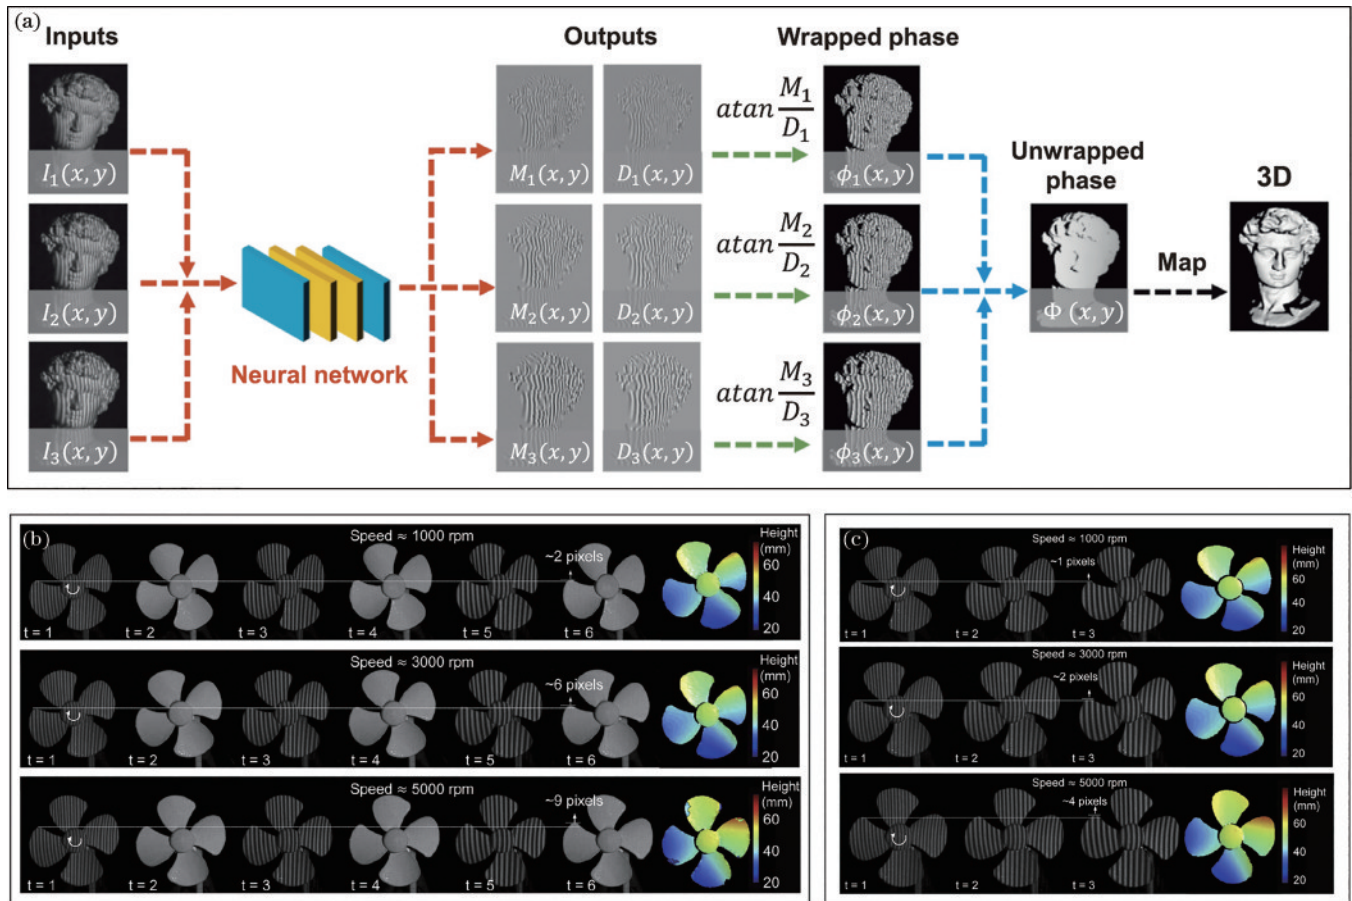 (a)
Inputs
Outputs
Wrapped phase
I₁(x, y)
M₁(x, y)
D₁(x, y)
atan M₁/D₁
ϕ₁(x, y)
I₂(x, y)
Neural network
M₂(x, y)
D₂(x, y)
atan M₂/D₂
ϕ₂(x, y)
Unwrapped
phase
Φ (x, y)
Map
3D
I₃(x, y)
M₃(x, y)
D₃(x, y)
atan M₃/D₃
ϕ₃(x, y)
(b)
Speed ≈ 1000 rpm
~2 pixels
Height
(mm)
60
40
20
t = 1
t = 2
t = 3
t = 4
t = 5
t = 6
Speed ≈ 3000 rpm
~6 pixels
Height
(mm)
60
40
20
t = 1
t = 2
t = 3
t = 4
t = 5
t = 6
Speed ≈ 5000 rpm
~9 pixels
Height
(mm)
60
40
20
t = 1
t = 2
t = 3
t = 4
t = 5
t = 6
(c)
Speed ≈ 1000 rpm
~1 pixels
Height
(mm)
60
40
20
t = 1
t = 2
t = 3
Speed ≈ 3000 rpm
~2 pixels
Height
(mm)
60
40
20
t = 1
t = 2
t = 3
Speed ≈ 5000 rpm
~4 pixels
Height
(mm)
60
40
20
t = 1
t = 2
t = 3